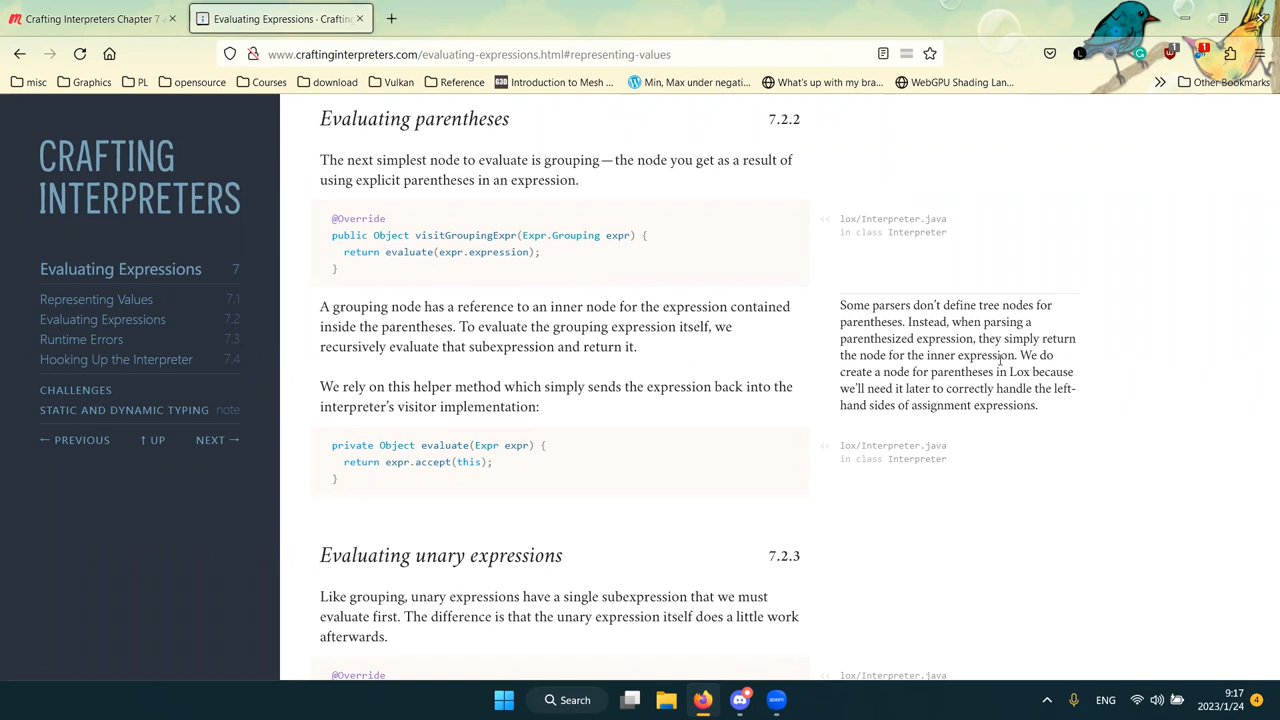 Crafting Interpreters Chapter 7
Evaluating Expressions · Crafting
www.craftinginterpreters.com/evaluating-expressions.html#representing-values
1
1
misc
Graphics
PL
opensource
Courses
download
Vulkan
Reference
Introduction to Mesh ...
Min, Max under negati...
What's up with my bra...
WebGPU Shading Lan...
Other Bookmarks
CRAFTING
INTERPRETERS
Evaluating Expressions 7
Representing Values 7.1
Evaluating Expressions 7.2
Runtime Errors 7.3
Hooking Up the Interpreter 7.4
CHALLENGES
STATIC AND DYNAMIC TYPING note
← PREVIOUS ↑ UP NEXT →
Evaluating parentheses 7.2.2
The next simplest node to evaluate is grouping—the node you get as a result of
using explicit parentheses in an expression.
@Override
public Object visitGroupingExpr(Expr.Grouping expr) {
return evaluate(expr.expression);
}
<< lox/Interpreter.java
in class Interpreter
A grouping node has a reference to an inner node for the expression contained
inside the parentheses. To evaluate the grouping expression itself, we
recursively evaluate that subexpression and return it.
Some parsers don't define tree nodes for
parentheses. Instead, when parsing a
parenthesized expression, they simply return
the node for the inner expression. We do
create a node for parentheses in Lox because
we'll need it later to correctly handle the left-
hand sides of assignment expressions.
We rely on this helper method which simply sends the expression back into the
interpreter's visitor implementation:
private Object evaluate(Expr expr) {
return expr.accept(this);
}
<< lox/Interpreter.java
in class Interpreter
Evaluating unary expressions 7.2.3
Like grouping, unary expressions have a single subexpression that we must
evaluate first. The difference is that the unary expression itself does a little work
afterwards.
@Override
<< lox/Interpreter.java
Search
zoom
ENG
9:17
2023/1/24
4